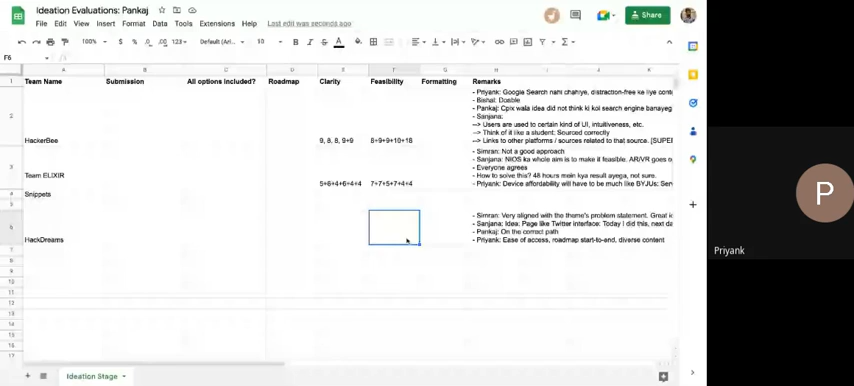 Ideation Evaluations: Pankaj
File Edit View Insert Format Data Tools Extensions Help Last edit was seconds ago
Share
100% $ % .0 .00 123 Default (Ari... 10 B I S A
F6
A B C D E F G H I J K
1 Team Name Submission All options included? Roadmap Clarity Feasibility Formatting Remarks
- Priyank: Google Search nahi chahiye, distraction-free ke liye cont
- Bishal: Doable
- Pankaj: Cpix wala idea did not think ki koi search engine banayeg
- Sanjana:
--> Users are used to certain kind of UI, intuitiveness, etc.
--> Think of it like a student: Sourced correctly
2 HackerBee 9, 8, 8, 9+9 8+9+9+10+18 --> Links to other platforms / sources related to that source. [SUPE
- Simran: Not a good approach
- Sanjana: NIOS ka whole aim is to make it feasible. AR/VR goes o
- Everyone agrees
- How to solve this? 48 hours mein kya result ayega, not sure.
3 Team ELIXIR 5+6+4+6+4+4 7+7+5+7+4+4 - Priyank: Device affordability will have to be much like BYJUs: Ser
4 Snippets
5
- Simran: Very aligned with the theme's problem statement. Great i
- Sanjana: Idea: Page like Twitter interface: Today I did this, next da
- Pankaj: On the correct path
6 HackDreams - Priyank: Ease of access, roadmap start-to-end, diverse content
7
8
9
10
11
12
13
14
15
16
17
Ideation Stage
P
Priyank